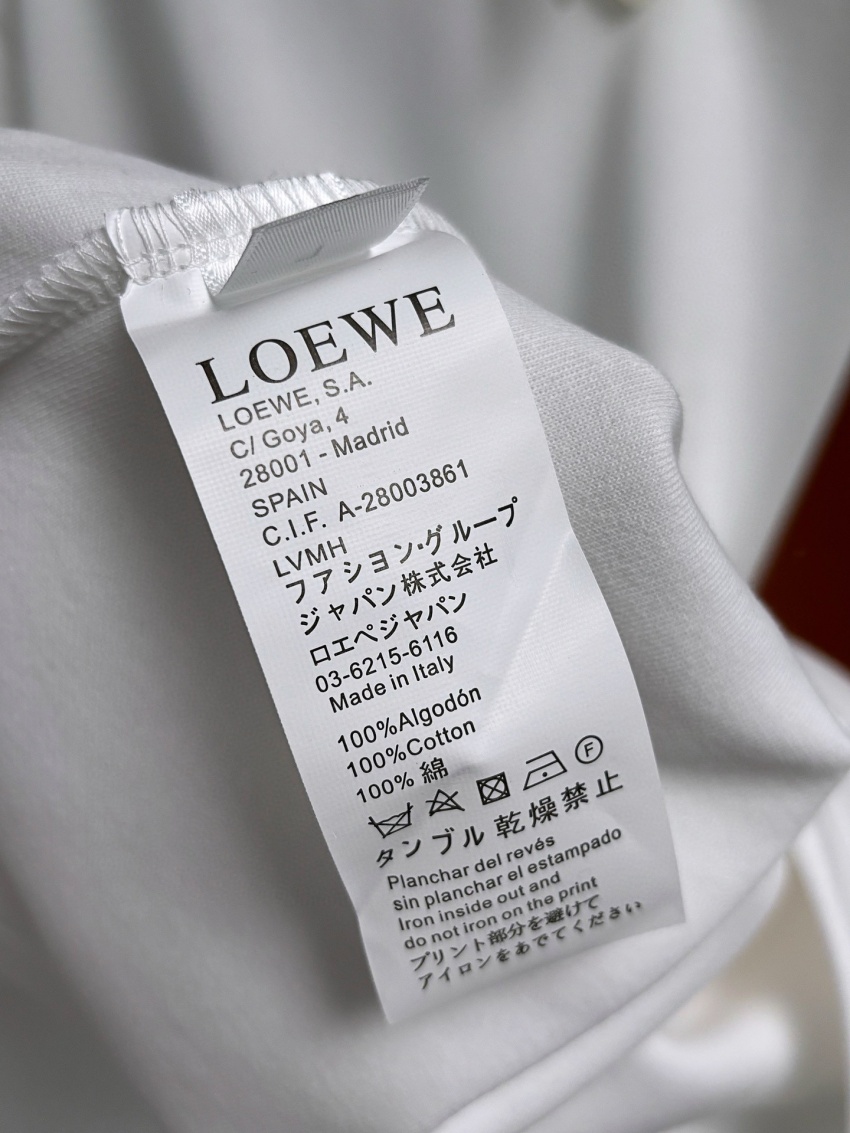 LOEWE
LOEWE, S.A.
C/ Goya, 4
28001 - Madrid
SPAIN
C.I.F. A-28003861
LVMH
フアション·グループ
ジャパン株式会社
ロエベジャパン
03-6215-6116
Made in Italy
100%Algodón
100%Cotton
100% 綿
F
タンブル 乾燥禁止
Planchar del revés
sin planchar el estampado
Iron inside out and
do not iron on the print
プリント部分を避けて
アイロンをあでてください